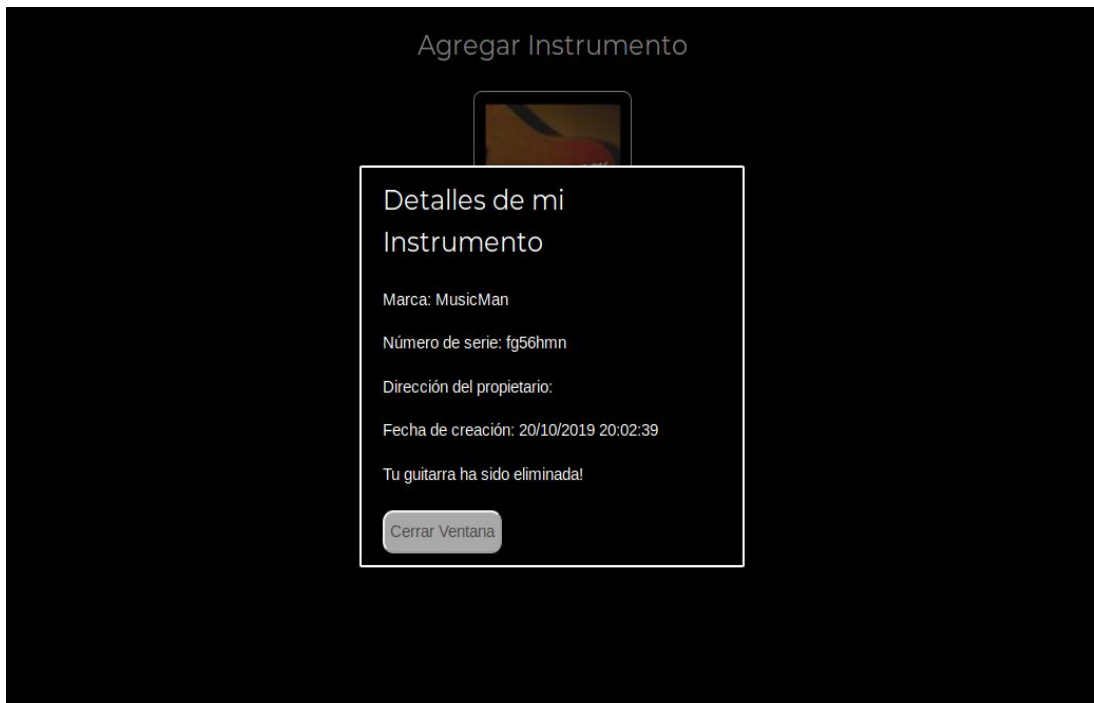 Agregar Instrumento
Detalles de mi
Instrumento
Marca: MusicMan
Número de serie: fg56hmn
Dirección del propietario:
Fecha de creación: 20/10/2019 20:02:39
Tu guitarra ha sido eliminada!
Cerrar Ventana